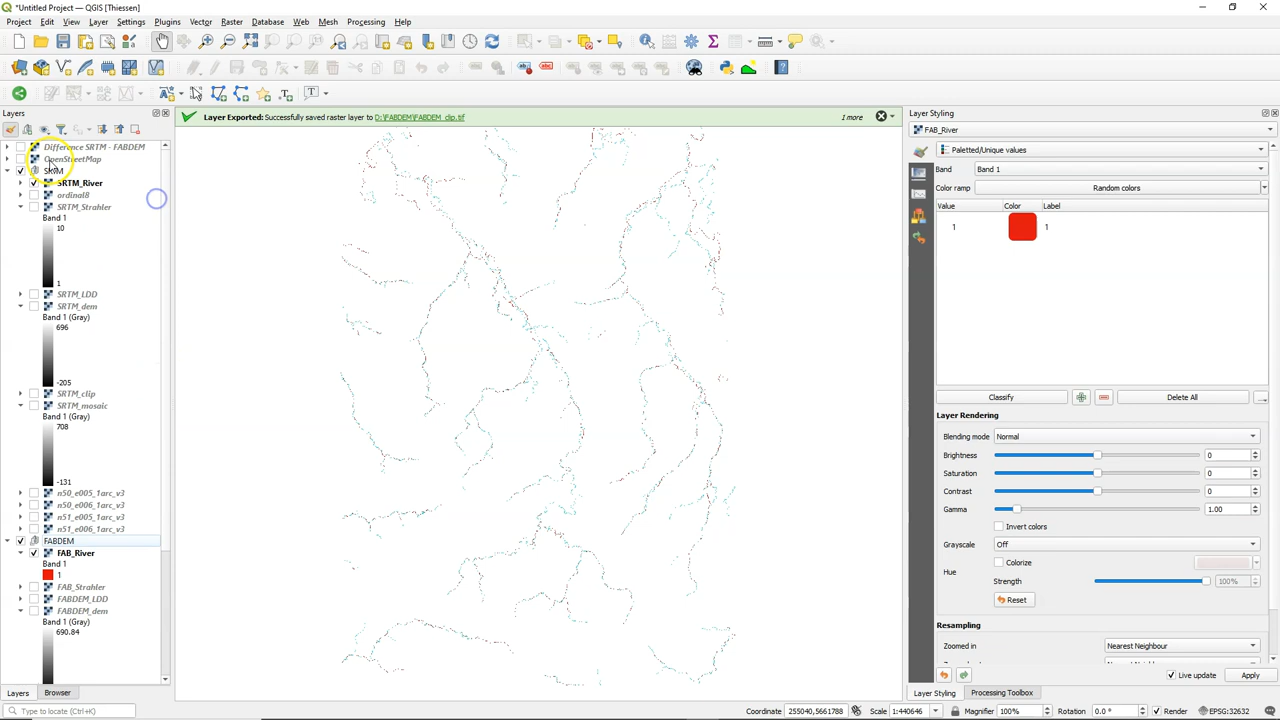 *Untitled Project — QGIS [Thiessen]
Project Edit View Layer Settings Plugins Vector Raster Database Web Mesh Processing Help
Layers
Layer Exported: Successfully saved raster layer to D:\FABDEM\FABDEM_clip.tif
1 more
Layer Styling
FAB_River
Paletted/Unique values
Band Band 1
Color ramp Random colors
Value Color Label
1 1
Classify Delete All
Layer Rendering
Blending mode Normal
Brightness 0
Saturation 0
Contrast 0
Gamma 1.00
Invert colors
Grayscale Off
Hue Colorize
Strength 100%
Reset
Resampling
Zoomed in Nearest Neighbour
Live update Apply
Layer Styling Processing Toolbox
Difference SRTM - FABDEM
OpenStreetMap
SRTM_River
ordinal8
SRTM_Strahler
Band 1
10
1
SRTM_LDD
SRTM_dem
Band 1 (Gray)
696
-205
SRTM_clip
SRTM_mosaic
Band 1 (Gray)
708
-131
n50_e005_1arc_v3
n50_e006_1arc_v3
n51_e005_1arc_v3
n51_e006_1arc_v3
FABDEM
FAB_River
Band 1
1
FAB_Strahler
FABDEM_LDD
FABDEM_dem
Band 1 (Gray)
690.84
Layers Browser
Type to locate (Ctrl+K)
Coordinate 255040,5661788 Scale 1:440646 Magnifier 100% Rotation 0.0 ° Render EPSG:32632